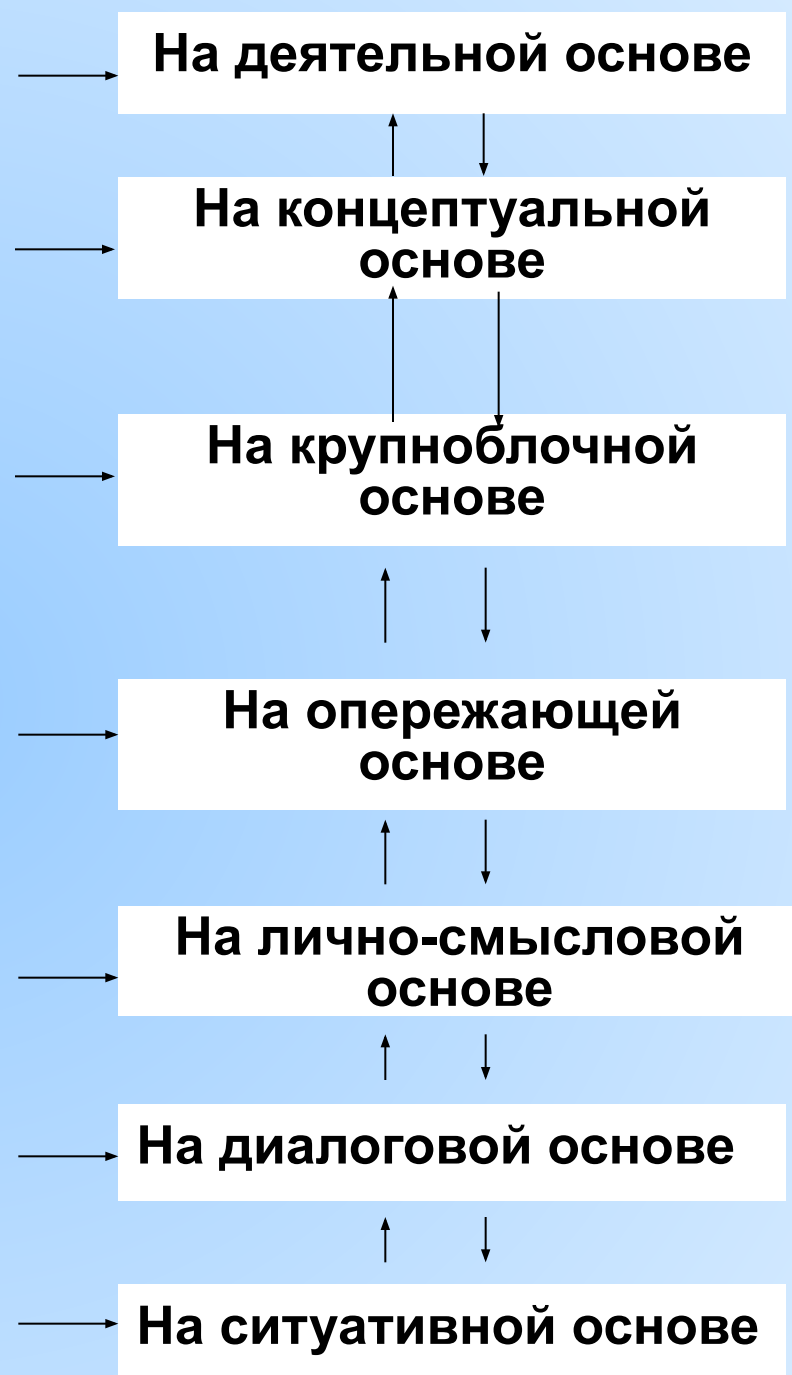 На деятельной основе
На концептуальной
основе
На крупноблочной
основе
На опережающей
основе
На лично-смысловой
основе
На диалоговой основе
На ситуативной основе